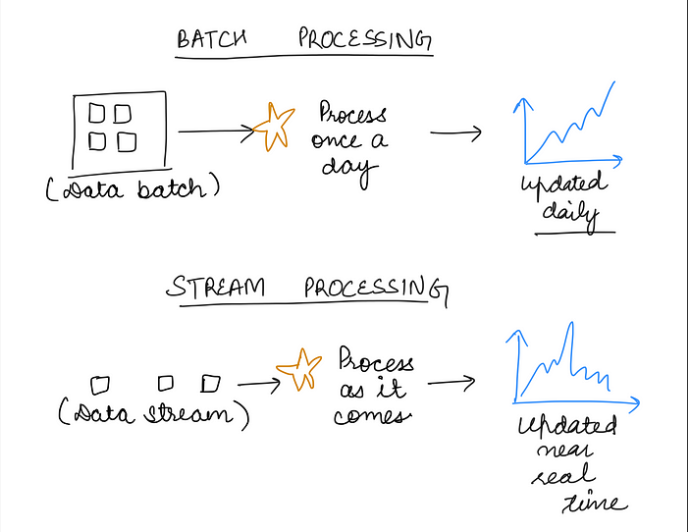 BATCH PROCESSING
Process
once a
day
(Data batch)
updated
daily
STREAM PROCESSING
Process
as it
comes
(Data stream)
updated
near
real
time